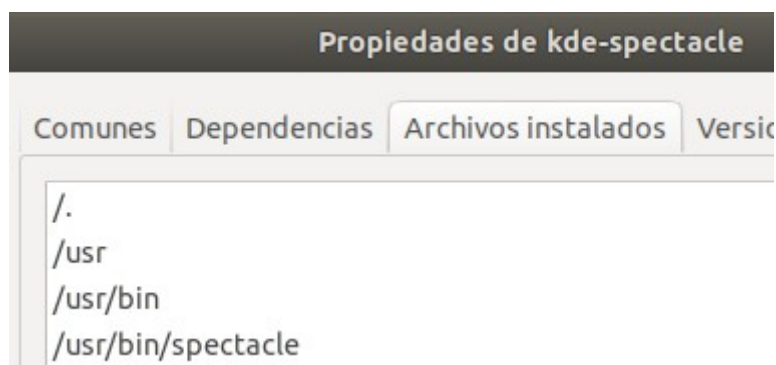 Propiedades de kde-spectacle
Comunes Dependencias Archivos instalados
/.
/usr
/usr/bin
/usr/bin/spectacle